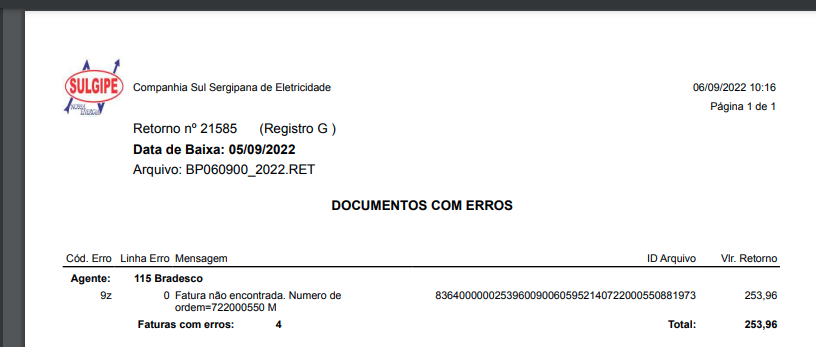 SULGIPE
NOSSA
ENERGIA
Companhia Sul Sergipana de Eletricidade
06/09/2022 10:16
Página 1 de 1
Retorno nº 21585 (Registro G )
Data de Baixa: 05/09/2022
Arquivo: BP060900_2022.RET
DOCUMENTOS COM ERROS
Cód. Erro Linha Erro Mensagem ID Arquivo Vlr. Retorno
Agente: 115 Bradesco
9z 0 Fatura não encontrada. Numero de 83640000002539600900605952140722000550881973 253,96
ordem=722000550 M
Faturas com erros: 4 Total: 253,96